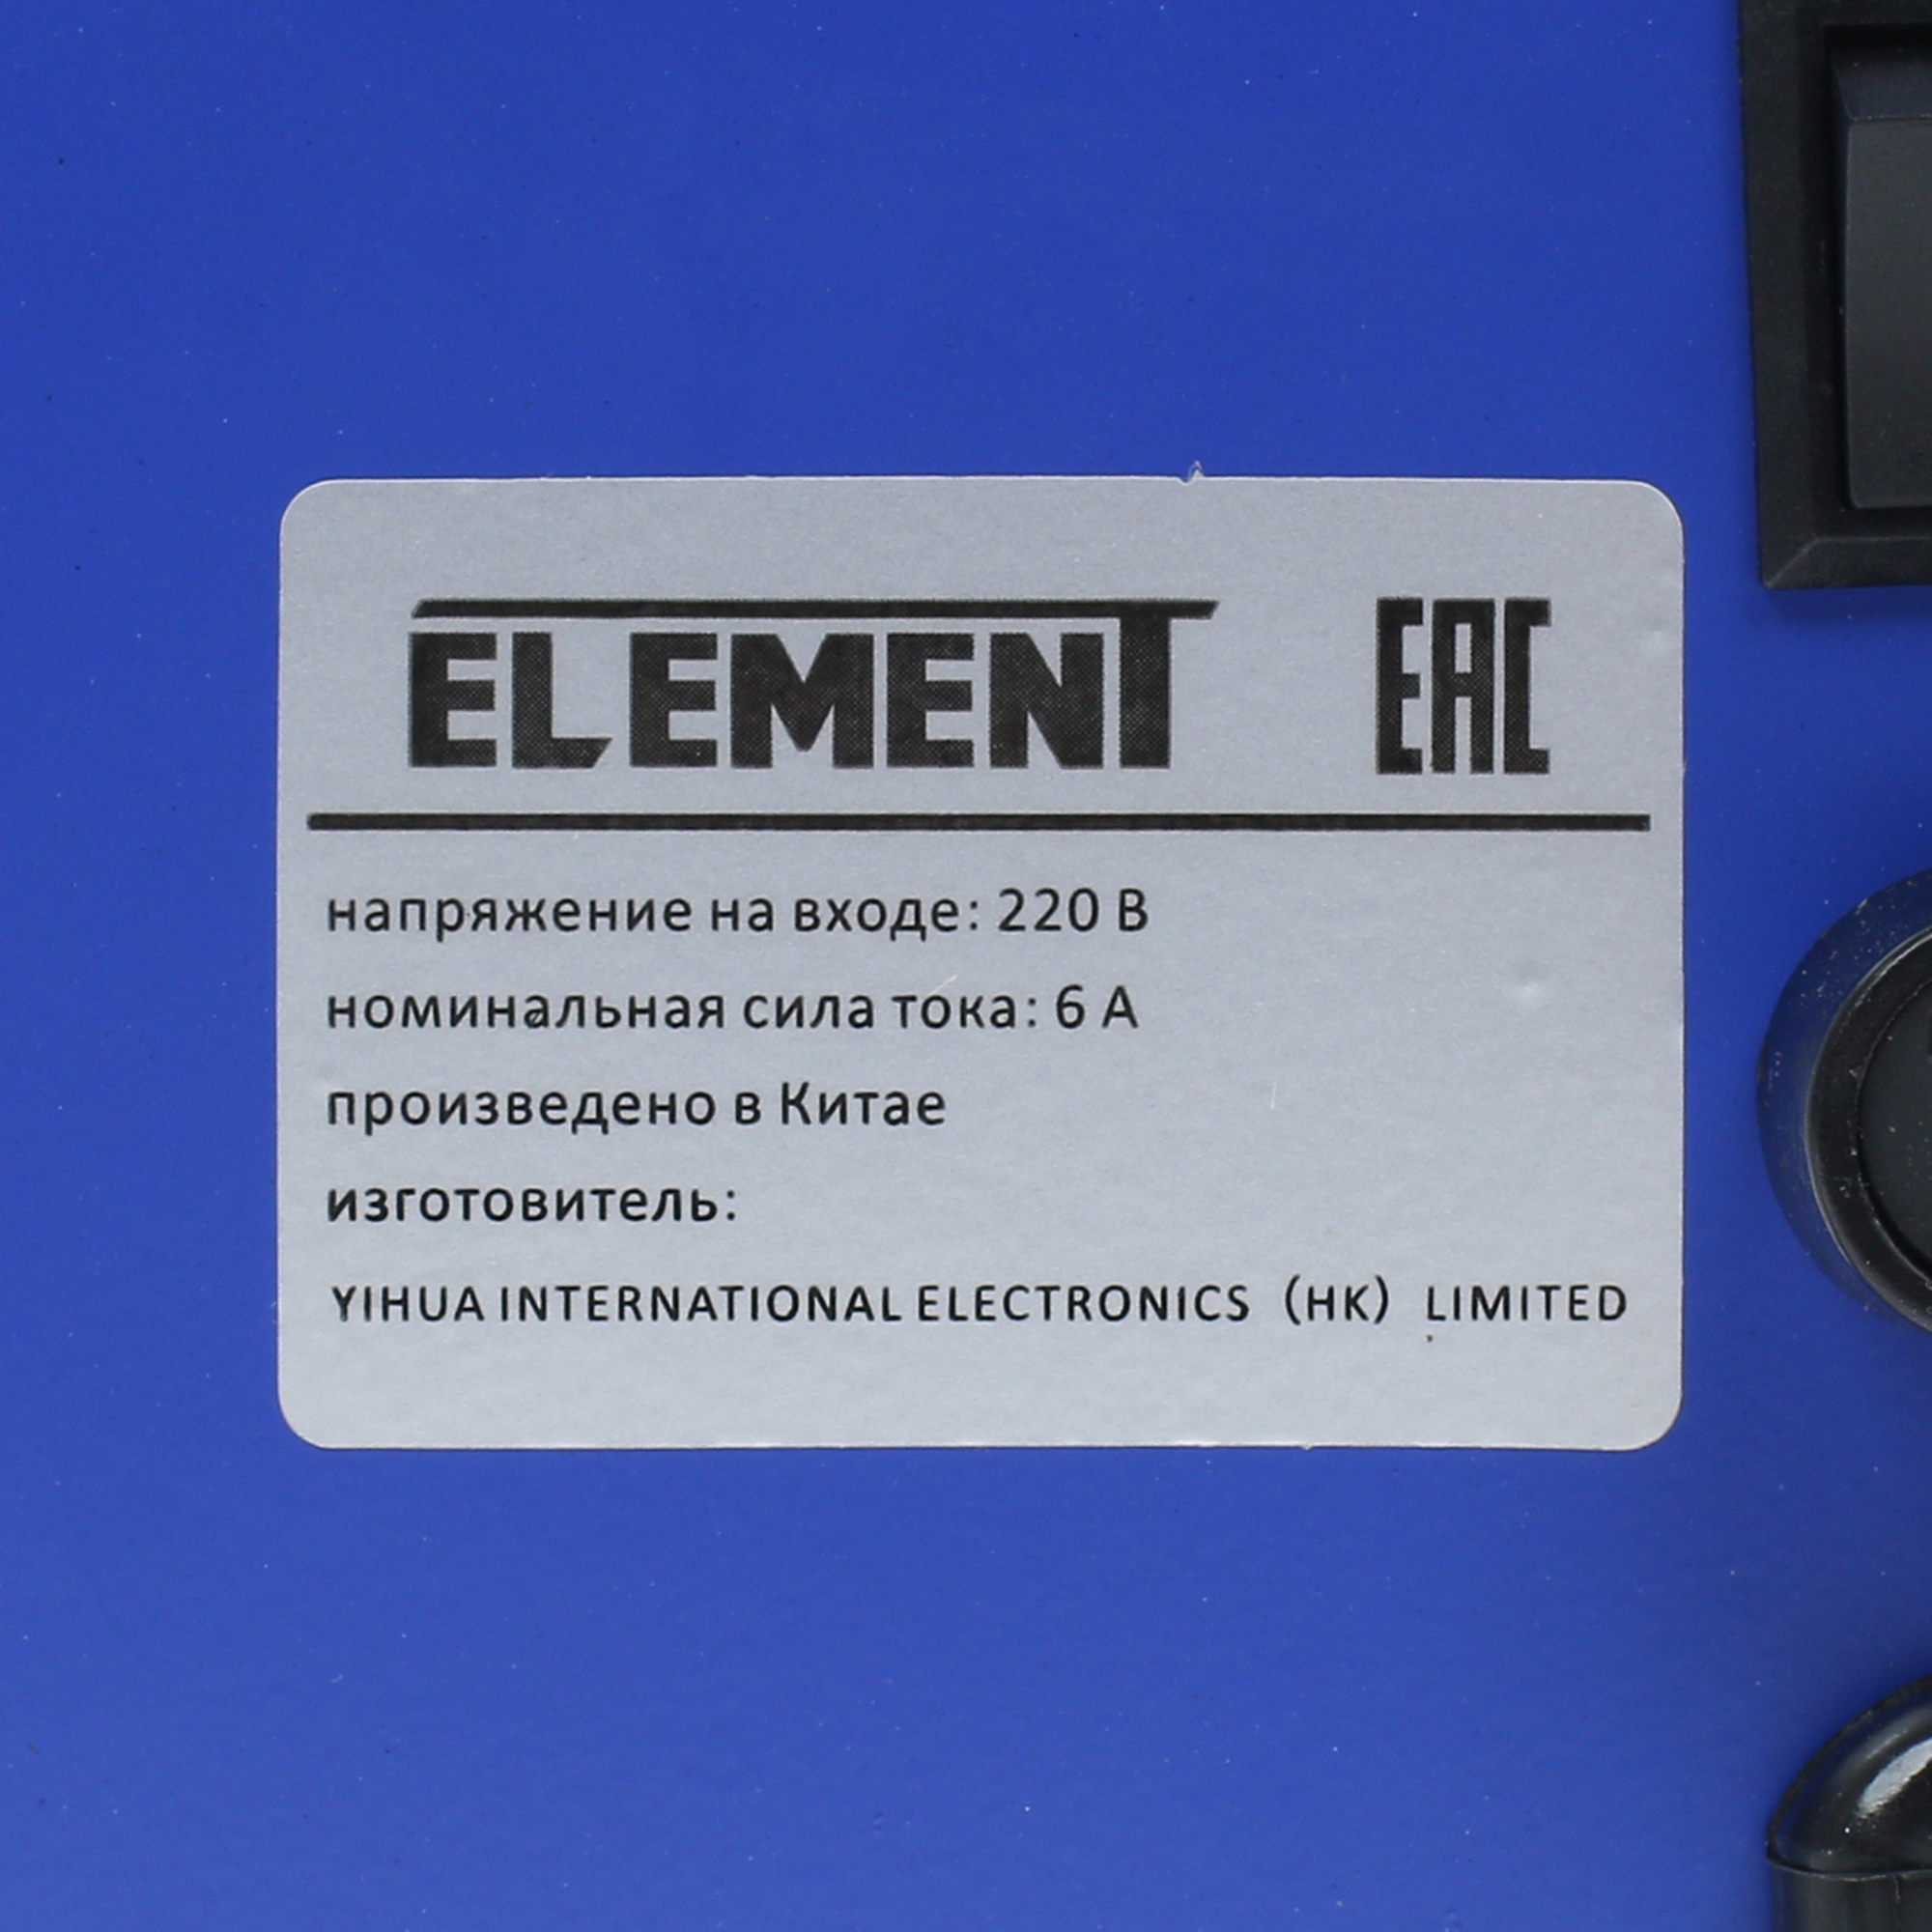 ELEMENT EAC
напряжение на входе: 220 В
номинальная сила тока: 6 А
произведено в Китае
изготовитель:
YIHUA INTERNATIONAL ELECTRONICS (HK) LIMITED